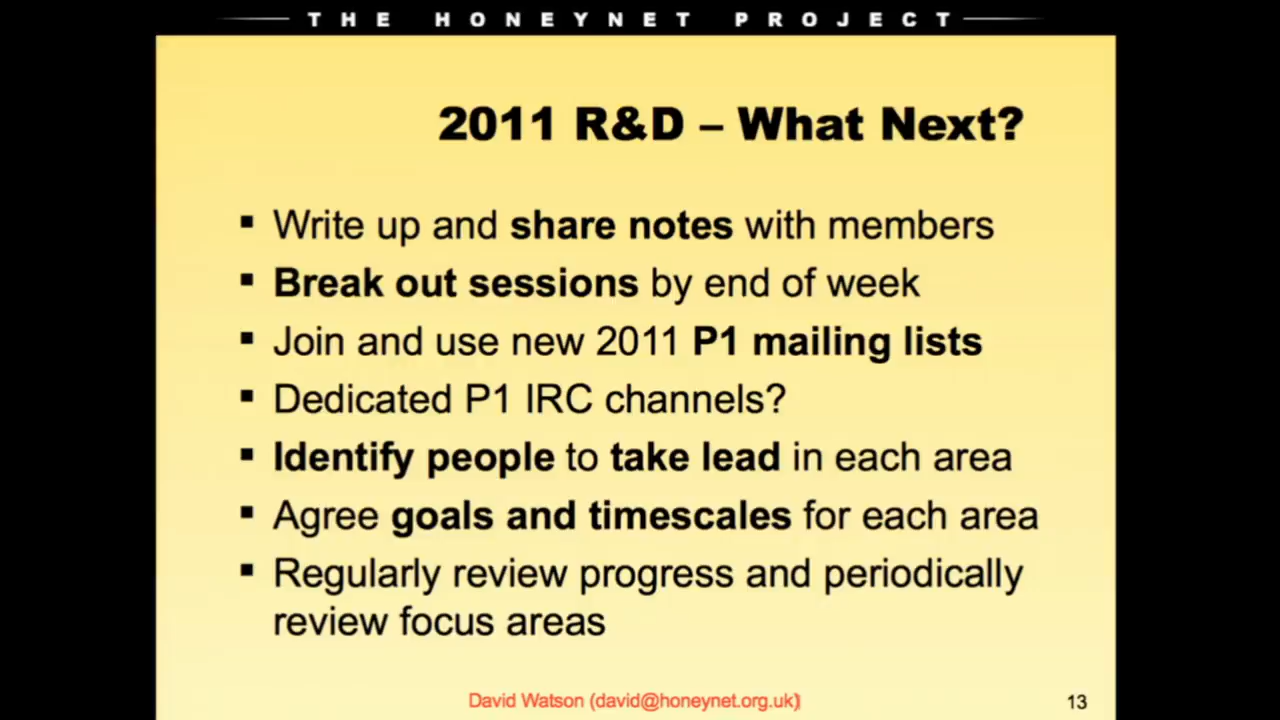 THE HONEYNET PROJECT
2011 R&D – What Next?
▪ Write up and share notes with members
▪ Break out sessions by end of week
▪ Join and use new 2011 P1 mailing lists
▪ Dedicated P1 IRC channels?
▪ Identify people to take lead in each area
▪ Agree goals and timescales for each area
▪ Regularly review progress and periodically
review focus areas
David Watson (david@honeynet.org.uk)
13